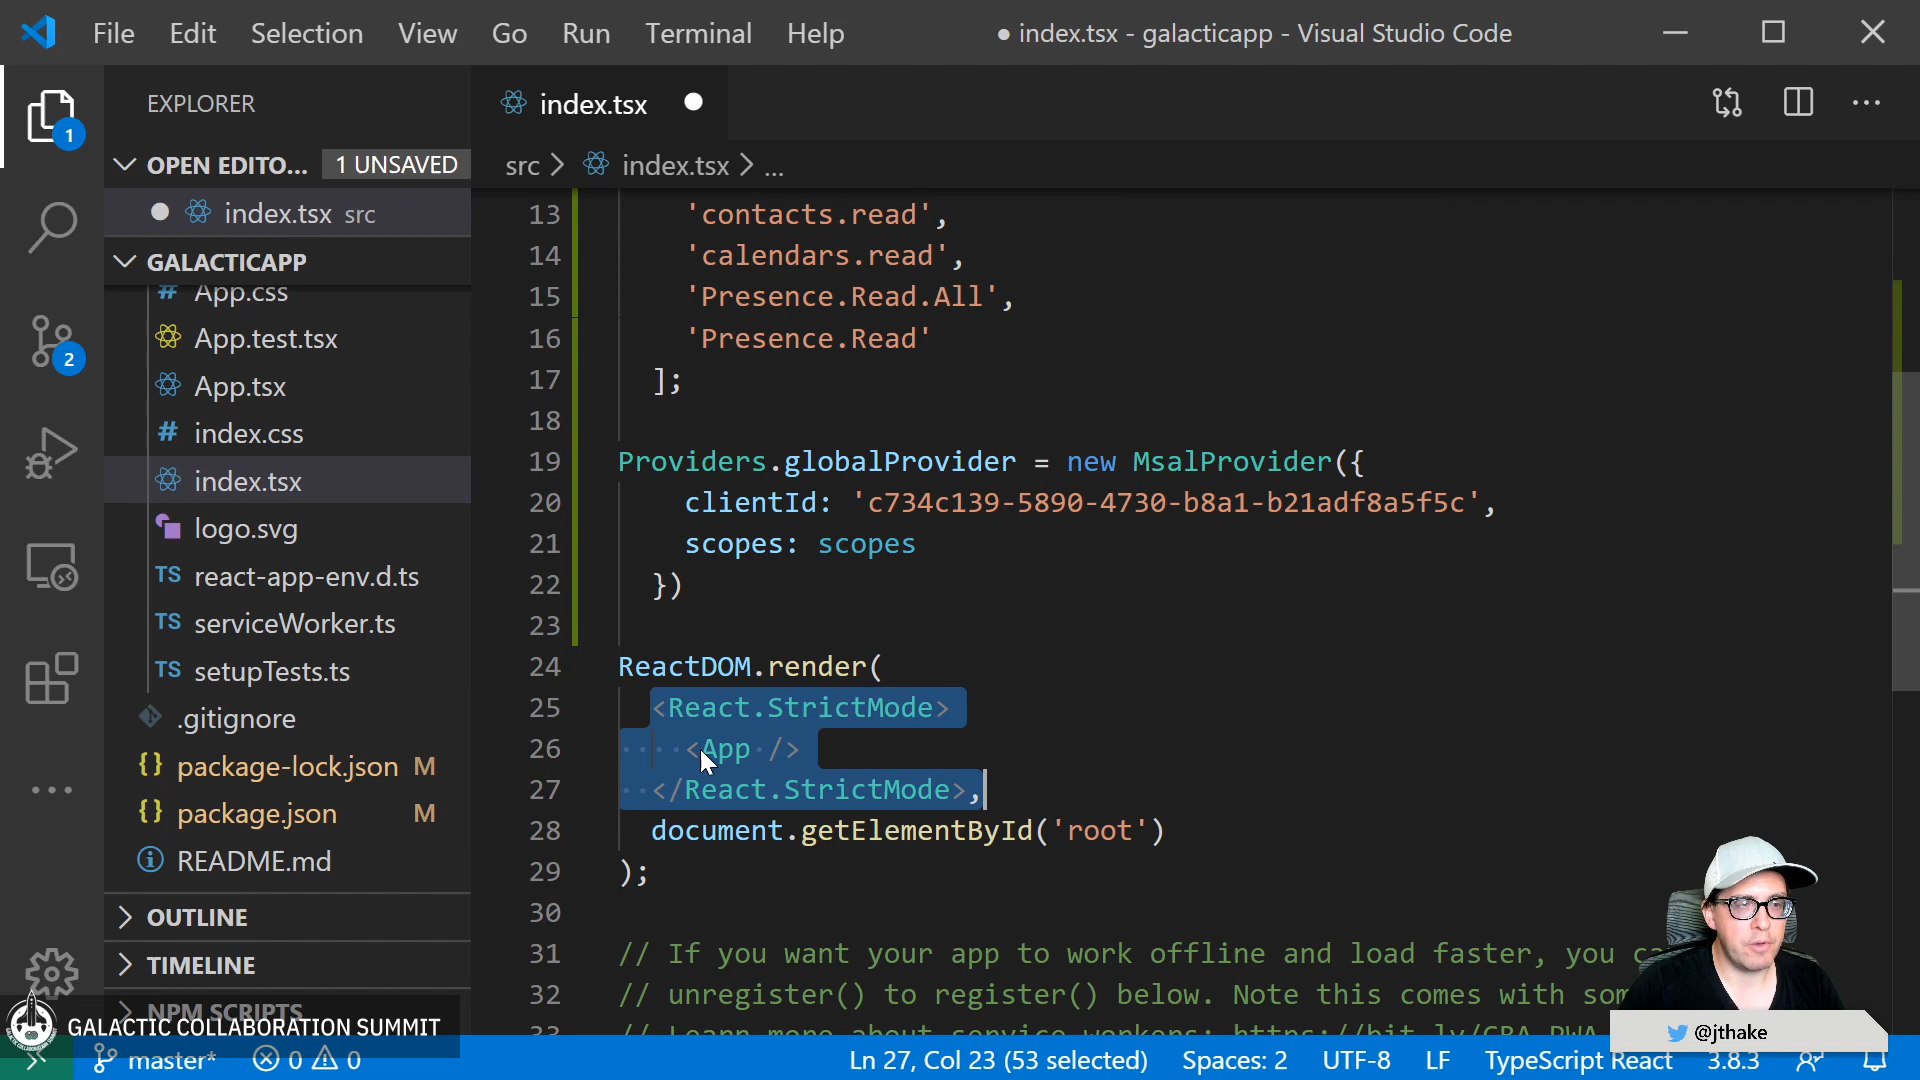 File Edit Selection View Go Run Terminal Help
● index.tsx - galacticapp - Visual Studio Code
EXPLORER
OPEN EDITO... 1 UNSAVED
index.tsx src
GALACTICAPP
App.css
App.test.tsx
App.tsx
index.css
index.tsx
logo.svg
TS react-app-env.d.ts
TS serviceWorker.ts
TS setupTests.ts
.gitignore
{} package-lock.json M
{} package.json M
README.md
OUTLINE
TIMELINE
NPM SCRIPTS
1
2
index.tsx
src > index.tsx > ...
13 'contacts.read',
14 'calendars.read',
15 'Presence.Read.All',
16 'Presence.Read'
17 ];
18
19 Providers.globalProvider = new MsalProvider({
20 clientId: 'c734c139-5890-4730-b8a1-b21adf8a5f5c',
21 scopes: scopes
22 })
23
24 ReactDOM.render(
25 <React.StrictMode>
26 <App />
27 </React.StrictMode>,
28 document.getElementById('root')
29 );
30
31 // If you want your app to work offline and load faster, you
32 // unregister() to register() below. Note this comes with
33 // Learn more about service workers: https://bit.ly/CRA-PWA
GALACTIC COLLABORATION SUMMIT
@jthake
master* 0 0
Ln 27, Col 23 (53 selected) Spaces: 2 UTF-8 LF TypeScript React 3.8.3